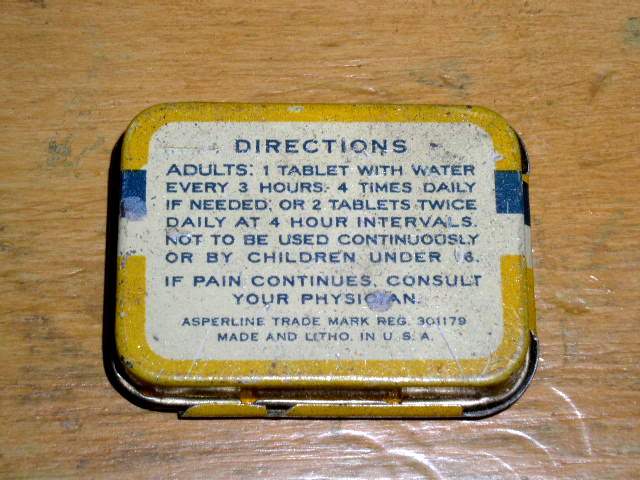 DIRECTIONS
ADULTS: 1 TABLET WITH WATER
EVERY 3 HOURS. 4 TIMES DAILY
IF NEEDED; OR 2 TABLETS TWICE
DAILY AT 4 HOUR INTERVALS.
NOT TO BE USED CONTINUOUSLY
OR BY CHILDREN UNDER 16.
IF PAIN CONTINUES, CONSULT
YOUR PHYSICIAN.
ASPERLINE TRADE MARK REG. 301179
MADE AND LITHO. IN U.S.A.